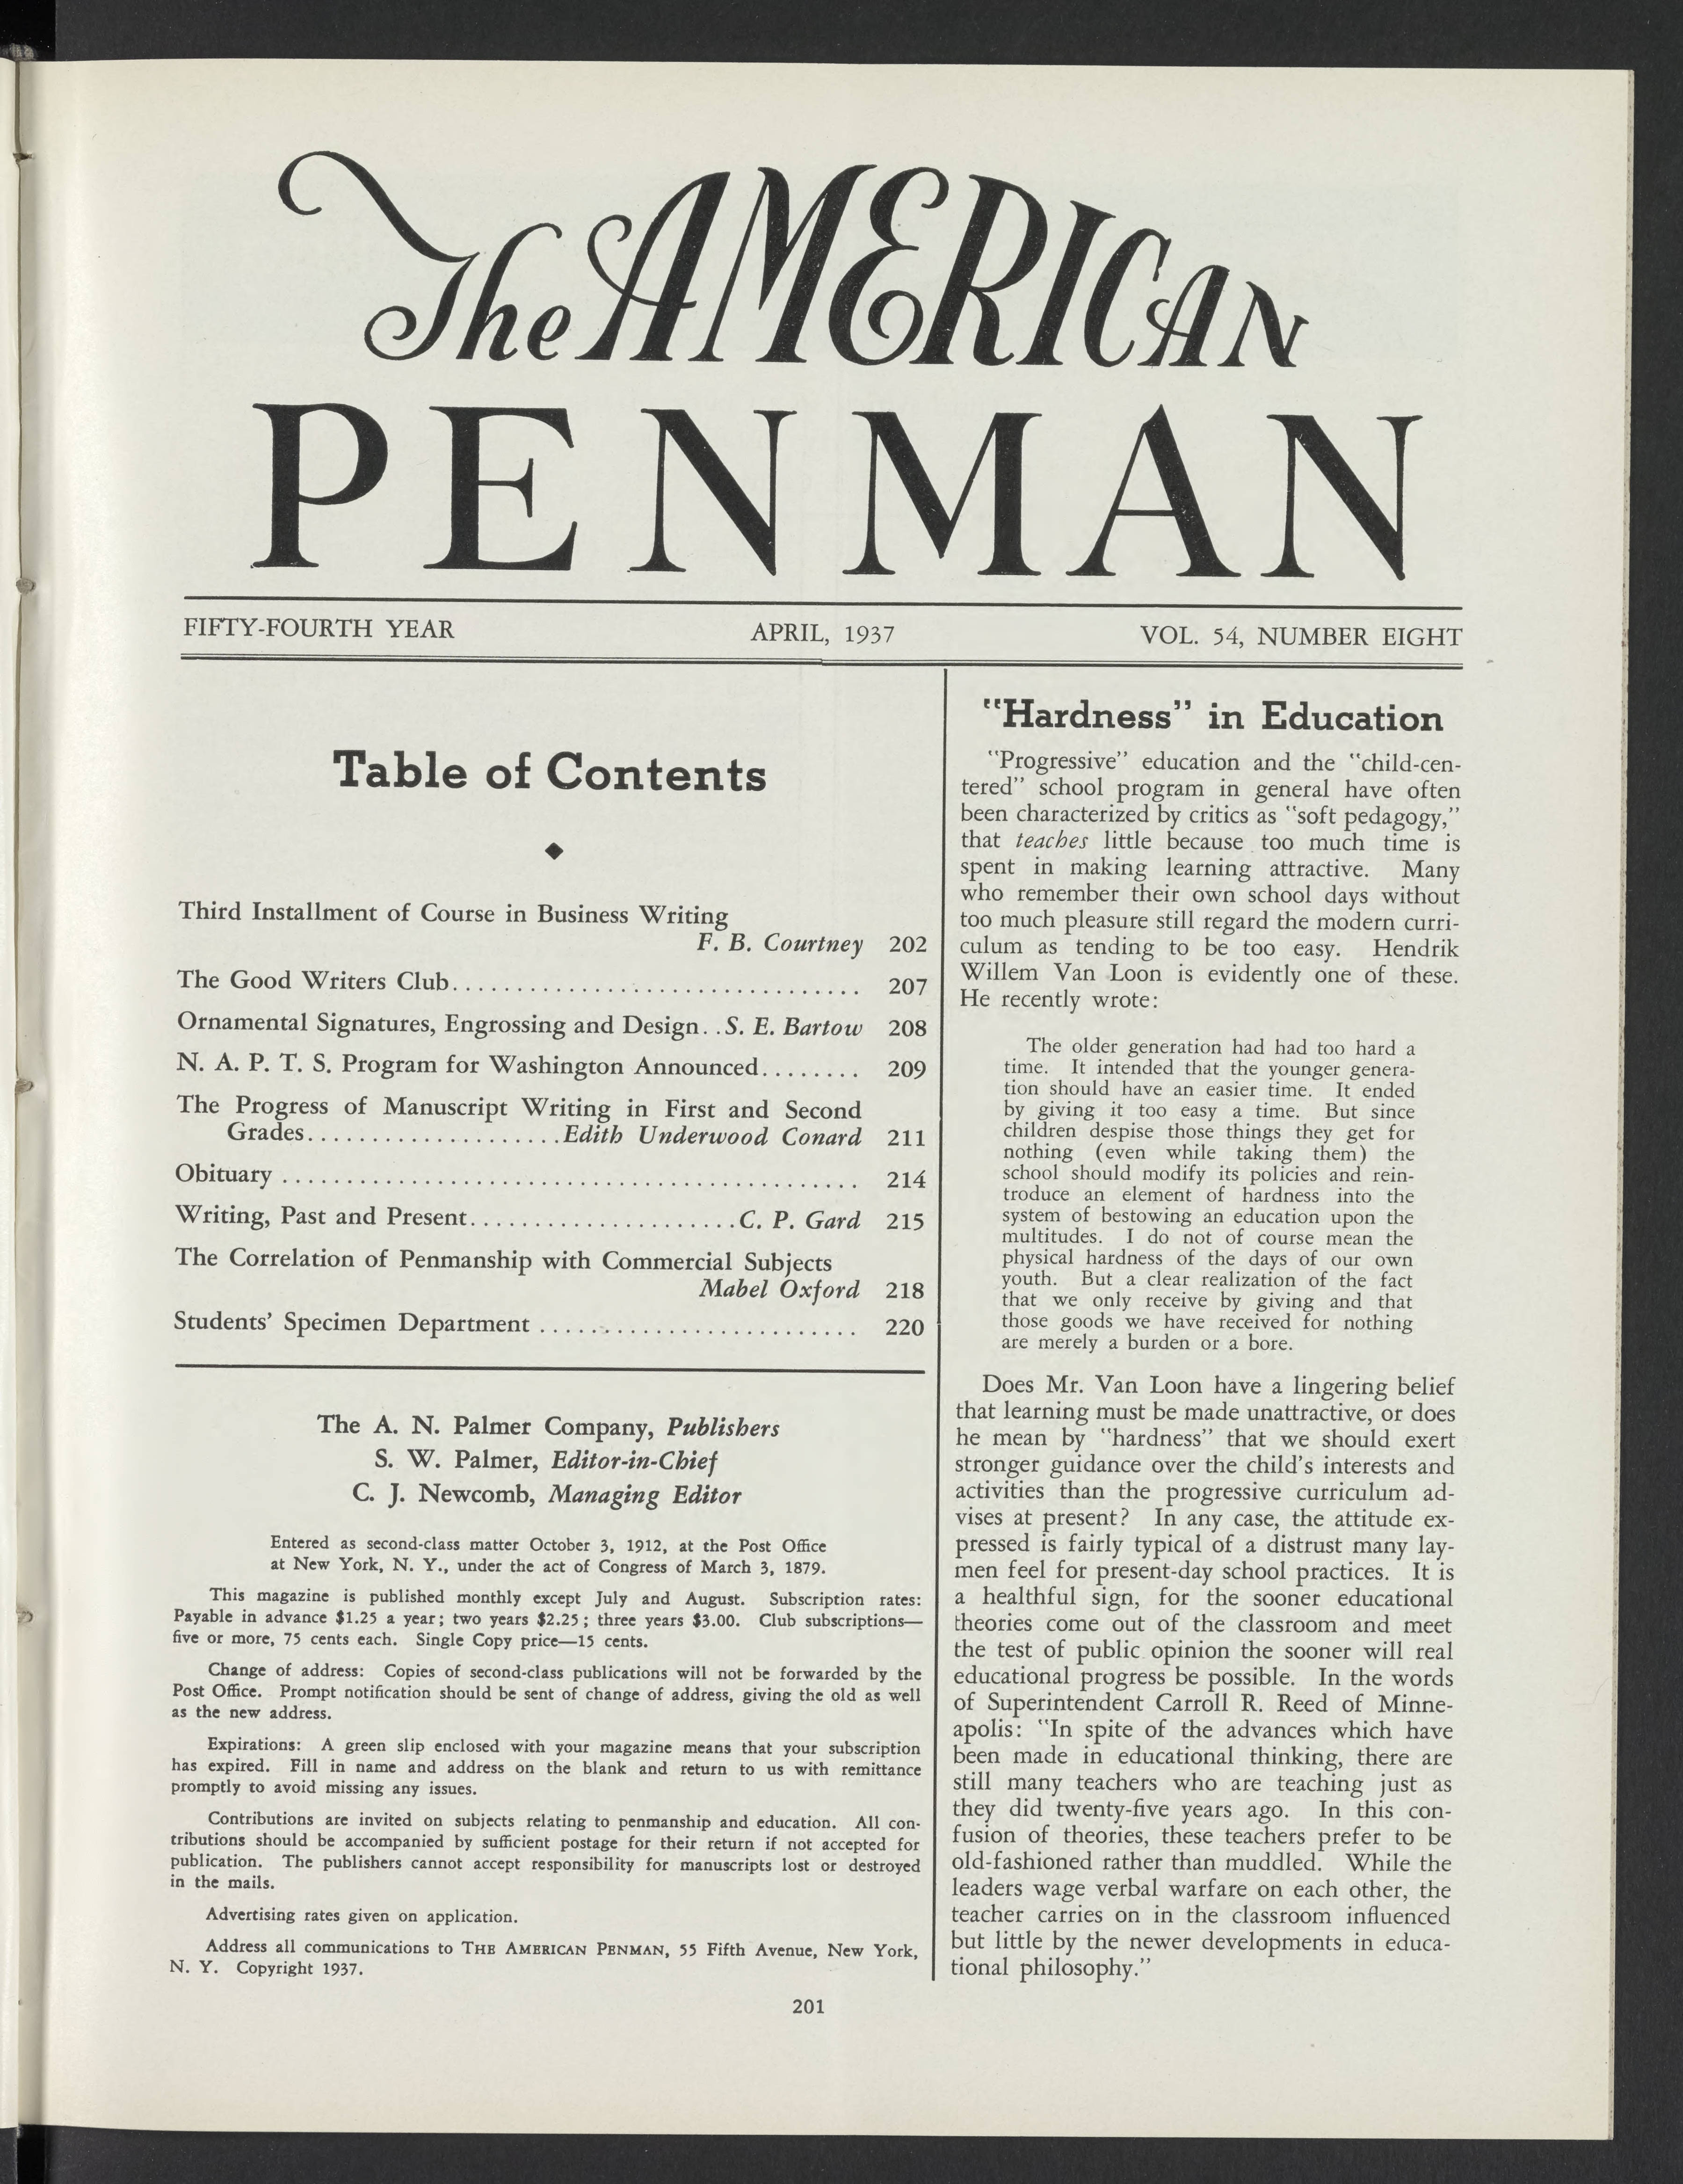 The AMERICAN
PENMAN
FIFTY-FOURTH YEAR APRIL, 1937 VOL. 54, NUMBER EIGHT
Table of Contents
Third Installment of Course in Business Writing
F. B. Courtney 202
The Good Writers Club................................ 207
Ornamental Signatures, Engrossing and Design..S. E. Bartow 208
N. A. P. T. S. Program for Washington Announced........ 209
The Progress of Manuscript Writing in First and Second
Grades....................Edith Underwood Conard 211
Obituary ............................................. 214
Writing, Past and Present.....................C. P. Gard 215
The Correlation of Penmanship with Commercial Subjects
Mabel Oxford 218
Students' Specimen Department ......................... 220
The A. N. Palmer Company, Publishers
S. W. Palmer, Editor-in-Chief
C. J. Newcomb, Managing Editor
Entered as second-class matter October 3, 1912, at the Post Office
at New York, N. Y., under the act of Congress of March 3, 1879.
This magazine is published monthly except July and August. Subscription rates:
Payable in advance $1.25 a year; two years $2.25; three years $3.00. Club subscriptions—
five or more, 75 cents each. Single Copy price—15 cents.
Change of address: Copies of second-class publications will not be forwarded by the
Post Office. Prompt notification should be sent of change of address, giving the old as well
as the new address.
Expirations: A green slip enclosed with your magazine means that your subscription
has expired. Fill in name and address on the blank and return to us with remittance
promptly to avoid missing any issues.
Contributions are invited on subjects relating to penmanship and education. All con-
tributions should be accompanied by sufficient postage for their return if not accepted for
publication. The publishers cannot accept responsibility for manuscripts lost or destroyed
in the mails.
Advertising rates given on application.
Address all communications to THE AMERICAN PENMAN, 55 Fifth Avenue, New York,
N. Y. Copyright 1937.
"Hardness" in Education
"Progressive" education and the "child-cen-
tered" school program in general have often
been characterized by critics as "soft pedagogy,"
that teaches little because too much time is
spent in making learning attractive. Many
who remember their own school days without
too much pleasure still regard the modern curri-
culum as tending to be too easy. Hendrik
Willem Van Loon is evidently one of these.
He recently wrote:
The older generation had had too hard a
time. It intended that the younger genera-
tion should have an easier time. It ended
by giving it too easy a time. But since
children despise those things they get for
nothing (even while taking them) the
school should modify its policies and rein-
troduce an element of hardness into the
system of bestowing an education upon the
multitudes. I do not of course mean the
physical hardness of the days of our own
youth. But a clear realization of the fact
that we only receive by giving and that
those goods we have received for nothing
are merely a burden or a bore.
Does Mr. Van Loon have a lingering belief
that learning must be made unattractive, or does
he mean by "hardness" that we should exert
stronger guidance over the child's interests and
activities than the progressive curriculum ad-
vises at present? In any case, the attitude ex-
pressed is fairly typical of a distrust many lay-
men feel for present-day school practices. It is
a healthful sign, for the sooner educational
theories come out of the classroom and meet
the test of public opinion the sooner will real
educational progress be possible. In the words
of Superintendent Carroll R. Reed of Minne-
apolis: "In spite of the advances which have
been made in educational thinking, there are
still many teachers who are teaching just as
they did twenty-five years ago. In this con-
fusion of theories, these teachers prefer to be
old-fashioned rather than muddled. While the
leaders wage verbal warfare on each other, the
teacher carries on in the classroom influenced
but little by the newer developments in educa-
tional philosophy."
201